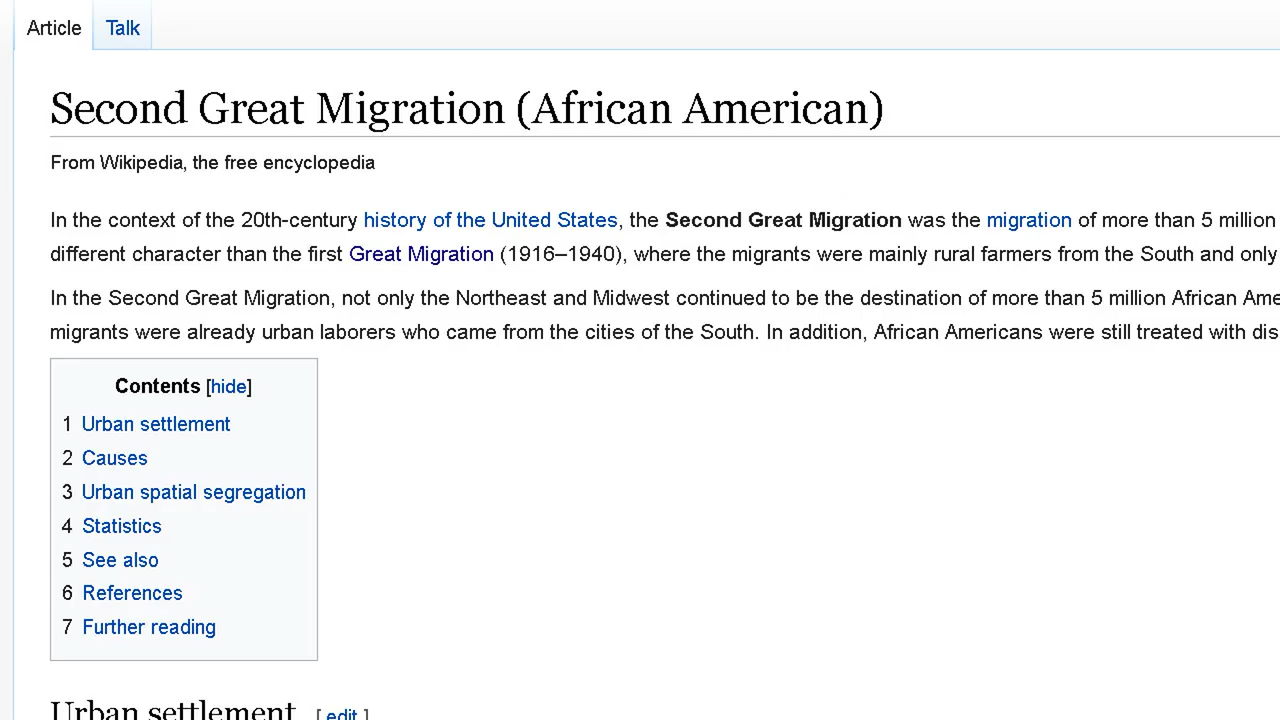 Article Talk
Second Great Migration (African American)
From Wikipedia, the free encyclopedia
In the context of the 20th-century history of the United States, the Second Great Migration was the migration of more than 5 million
different character than the first Great Migration (1916–1940), where the migrants were mainly rural farmers from the South and only
In the Second Great Migration, not only the Northeast and Midwest continued to be the destination of more than 5 million African Ame
migrants were already urban laborers who came from the cities of the South. In addition, African Americans were still treated with dis
Contents [hide]
1 Urban settlement
2 Causes
3 Urban spatial segregation
4 Statistics
5 See also
6 References
7 Further reading
Urban settlement [ edit ]